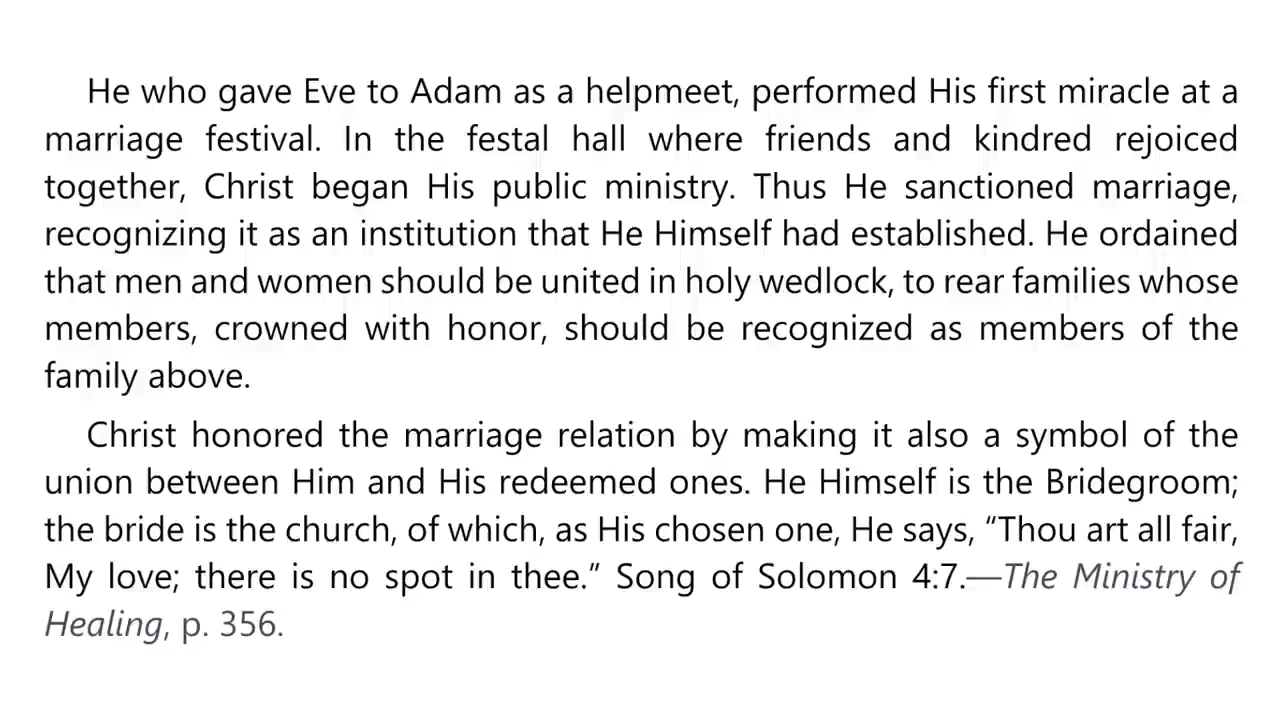 He who gave Eve to Adam as a helpmeet, performed His first miracle at a
marriage festival. In the festal hall where friends and kindred rejoiced
together, Christ began His public ministry. Thus He sanctioned marriage,
recognizing it as an institution that He Himself had established. He ordained
that men and women should be united in holy wedlock, to rear families whose
members, crowned with honor, should be recognized as members of the
family above.
Christ honored the marriage relation by making it also a symbol of the
union between Him and His redeemed ones. He Himself is the Bridegroom;
the bride is the church, of which, as His chosen one, He says, “Thou art all fair,
My love; there is no spot in thee.” Song of Solomon 4:7.—The Ministry of
Healing, p. 356.